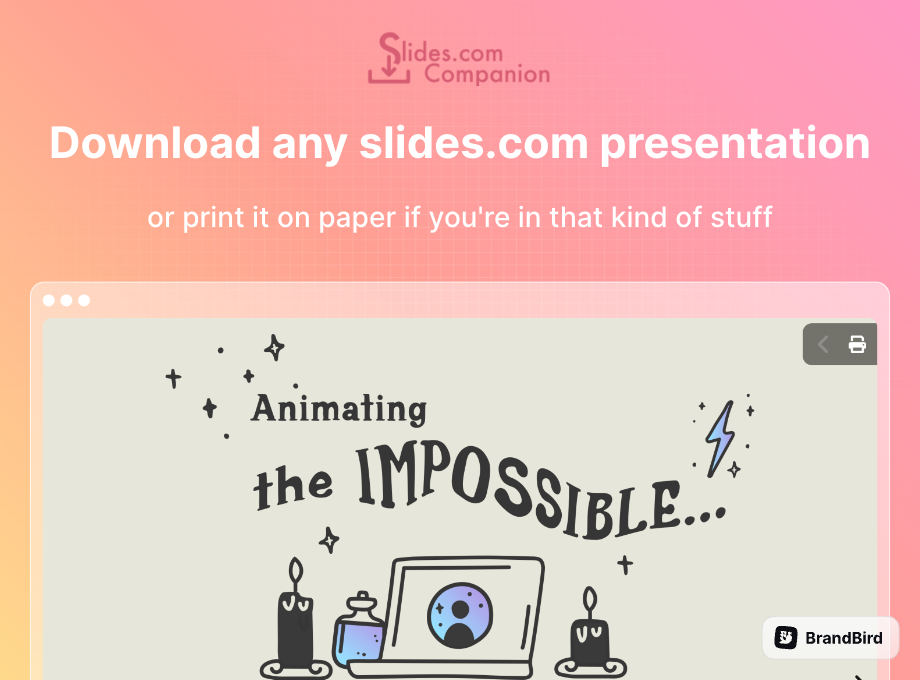 Slides.com
Companion
Download any slides.com presentation
or print it on paper if you're in that kind of stuff
Animating
the IMPOSSIBLE...
BrandBird